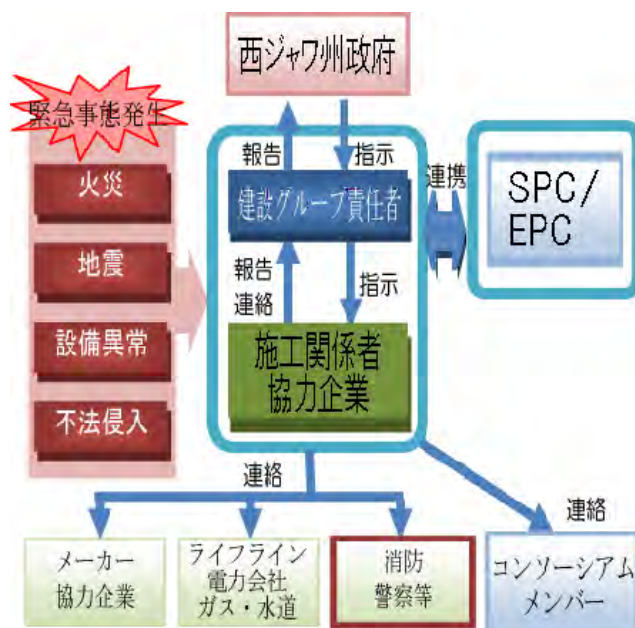 西ジャワ州政府
緊急事態発生
火災
地震
設備異常
不法侵入
報告
指示
建設グループ責任者
連携
SPC/
EPC
報告
連絡
指示
施工関係者
協力企業
連絡
連絡
メーカー
協力企業
ライフライン
電力会社
ガス・水道
消防
警察等
コンソーシアム
メンバー